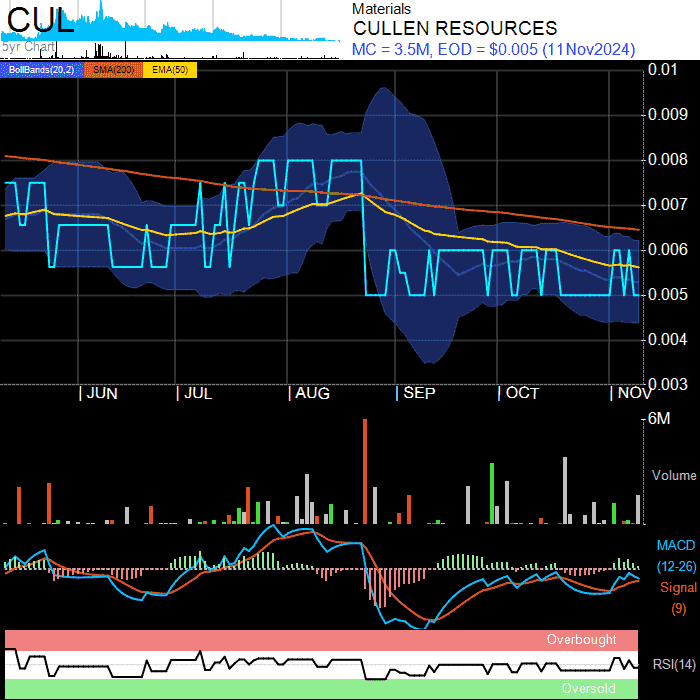 CUL
5yr Chart
Materials
CULLEN RESOURCES
MC = 3.5M, EOD = $0.005 (11Nov2024)
BollBands(20,2) SMA(200) EMA(50)
0.01
0.009
0.008
0.007
0.006
0.005
0.004
0.003
| JUN | JUL | AUG | SEP | OCT | NOV
6M
Volume
MACD
(12-26)
Signal
(9)
Overbought
RSI(14)
Oversold